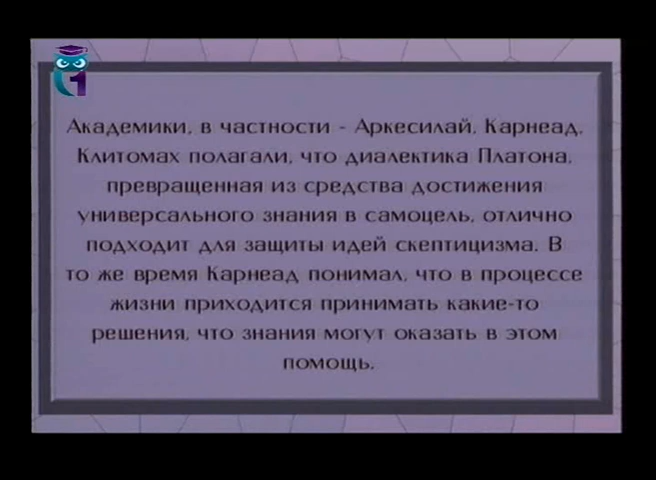 1
Академики, в частности - Аркесилай, Карнеад,
Клитомах полагали, что диалектика Платона,
превращенная из средства достижения
универсального знания в самоцель, отлично
подходит для защиты идей скептицизма. В
то же время Карнеад понимал, что в процессе
жизни приходится принимать какие-то
решения, что знания могут оказать в этом
помощь.